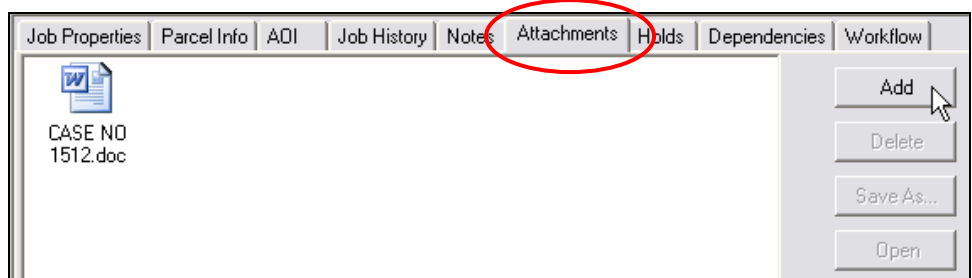 Job Properties Parcel Info AOI Job History Notes Attachments Holds Dependencies Workflow
Add
CASE NO
1512.doc
Delete
Save As...
Open